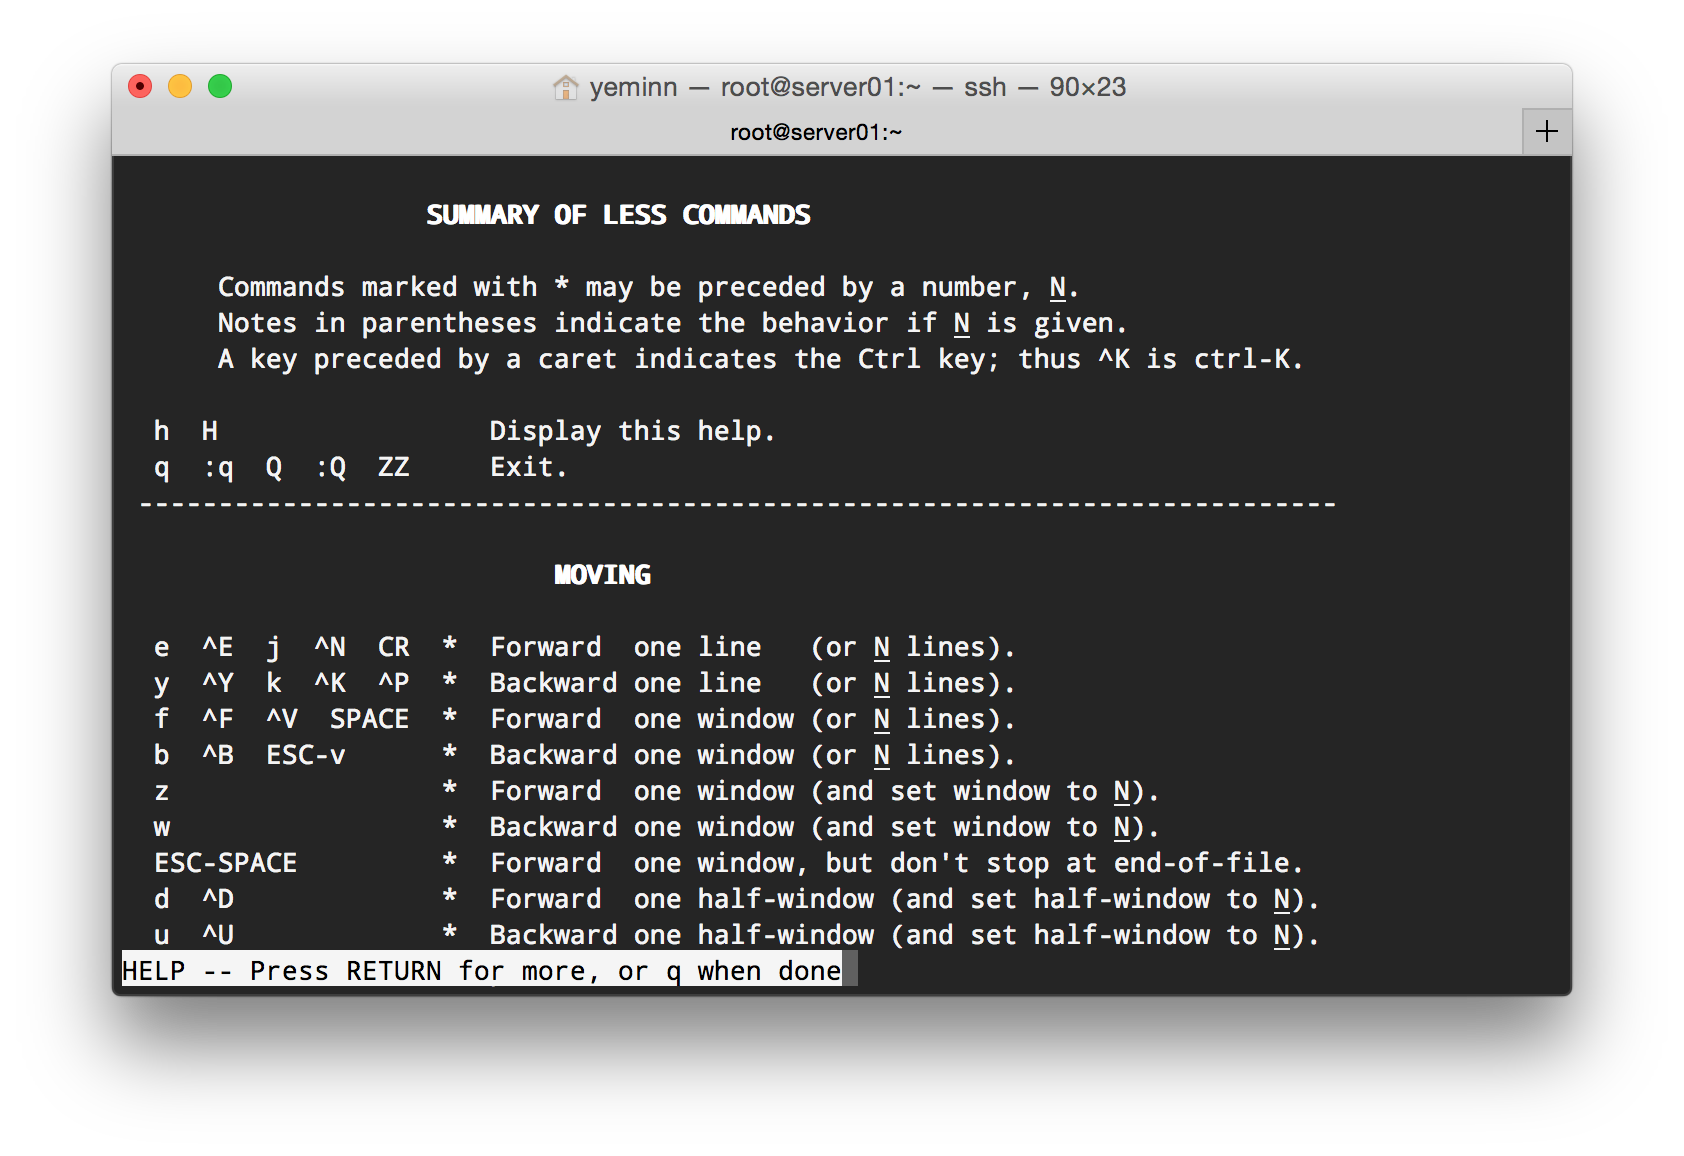 yeminn — root@server01:~ — ssh — 90×23
root@server01:~
+
SUMMARY OF LESS COMMANDS
Commands marked with * may be preceded by a number, N.
Notes in parentheses indicate the behavior if N is given.
A key preceded by a caret indicates the Ctrl key; thus ^K is ctrl-K.
h  H                 Display this help.
q  :q  Q  :Q  ZZ     Exit.
---------------------------------------------------------------------------
MOVING
e  ^E  j  ^N  CR  *  Forward  one line   (or N lines).
y  ^Y  k  ^K  ^P  *  Backward one line   (or N lines).
f  ^F  ^V  SPACE  *  Forward  one window (or N lines).
b  ^B  ESC-v      *  Backward one window (or N lines).
z                 *  Forward  one window (and set window to N).
w                 *  Backward one window (and set window to N).
ESC-SPACE         *  Forward  one window, but don't stop at end-of-file.
d  ^D             *  Forward  one half-window (and set half-window to N).
u  ^U             *  Backward one half-window (and set half-window to N).
HELP -- Press RETURN for more, or q when done